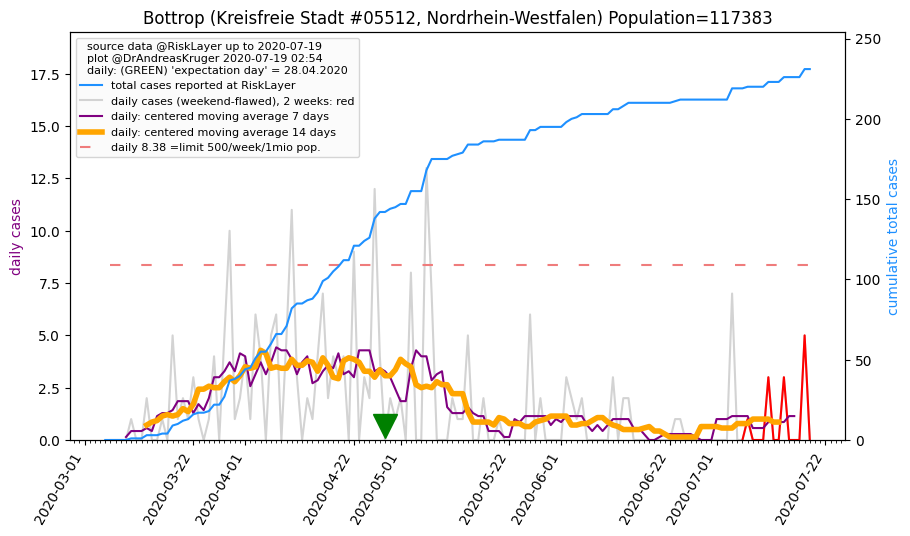 Bottrop (Kreisfreie Stadt #05512, Nordrhein-Westfalen) Population=117383
source data @RiskLayer up to 2020-07-19
plot @DrAndreasKruger 2020-07-19 02:54
daily: (GREEN) 'expectation day' = 28.04.2020
total cases reported at RiskLayer
daily cases (weekend-flawed), 2 weeks: red
daily: centered moving average 7 days
daily: centered moving average 14 days
daily 8.38 =limit 500/week/1mio pop.
daily cases
17.5
15.0
12.5
10.0
7.5
5.0
2.5
0.0
250
200
150
100
50
0
cumulative total cases
2020-03-01
2020-03-22
2020-04-01
2020-04-22
2020-05-01
2020-05-22
2020-06-01
2020-06-22
2020-07-01
2020-07-22